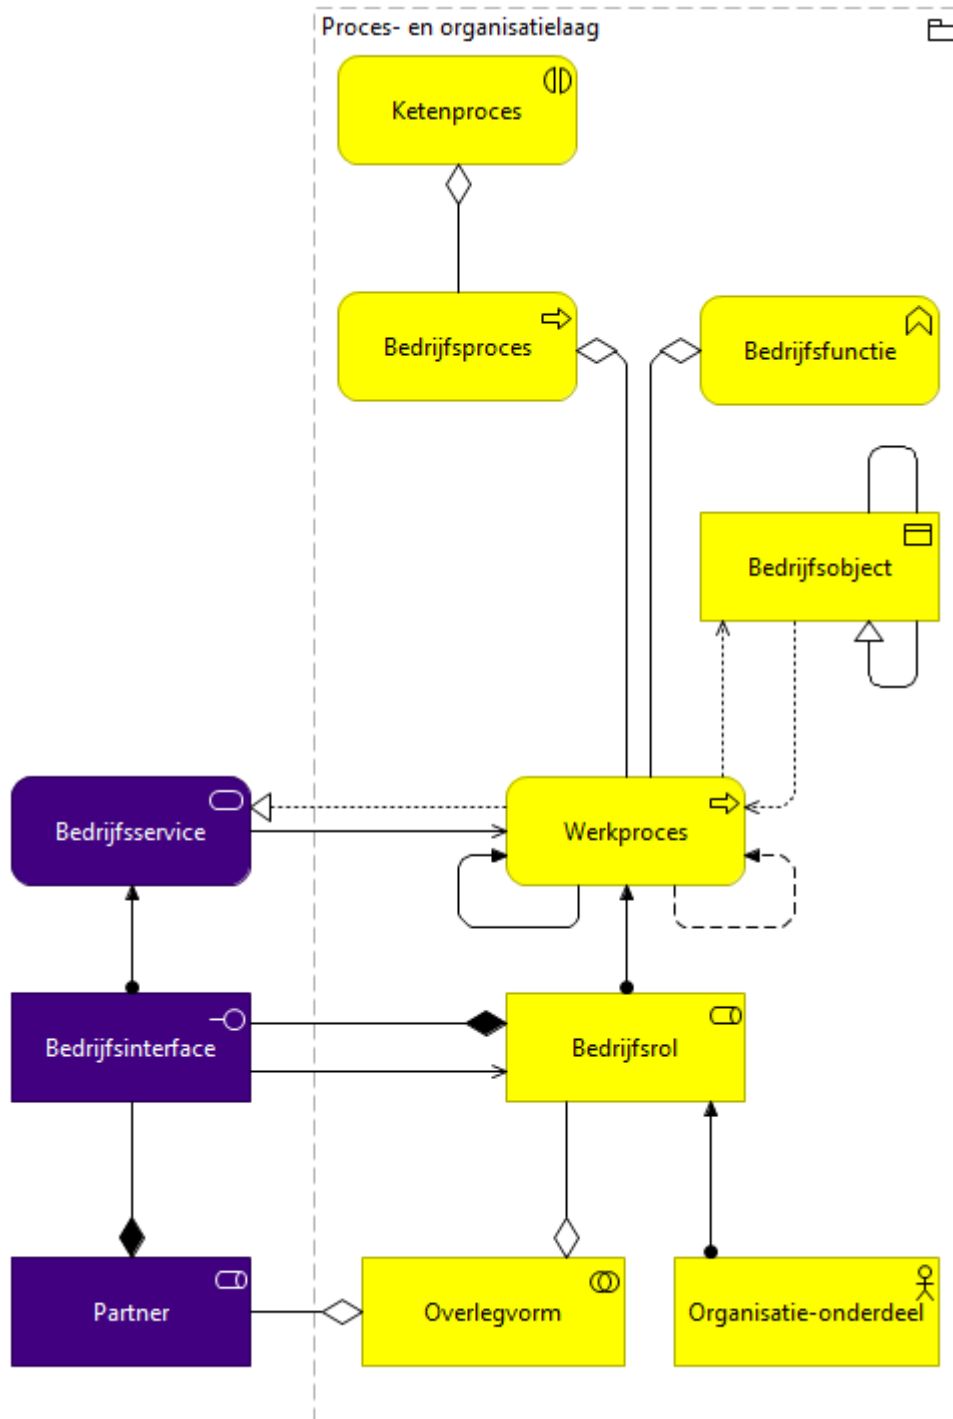 Proces- en organisatielaag
Ketenproces
Bedrijfsproces
Bedrijfsfunctie
Bedrijfsobject
Bedrijfsservice
Werkproces
Bedrijfsinterface
Bedrijfsrol
Partner
Overlegvorm
Organisatie-onderdeel